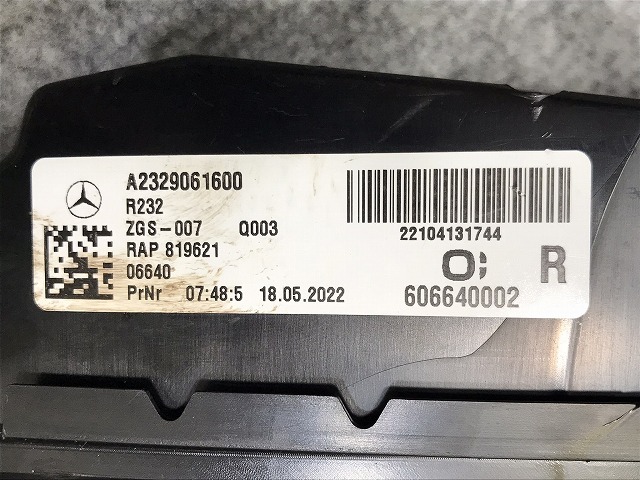 A2329061600
R232
ZGS-007 Q003
RAP 819621
06640
PrNr 07:48:5 18.05.2022
22104131744
O; R
606640002